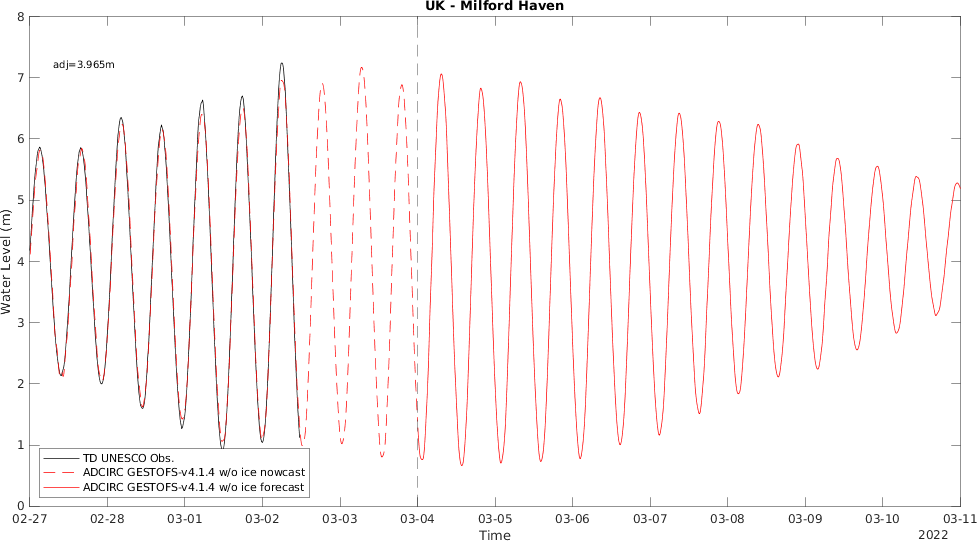 UK - Milford Haven
8
adj=3.965m
7
6
5
4
3
2
1
0
Water Level (m)
TD UNESCO Obs.
ADCIRC GESTOFS-v4.1.4 w/o ice nowcast
ADCIRC GESTOFS-v4.1.4 w/o ice forecast
02-27 02-28 03-01 03-02 03-03 03-04 03-05 03-06 03-07 03-08 03-09 03-10 03-11
Time
2022